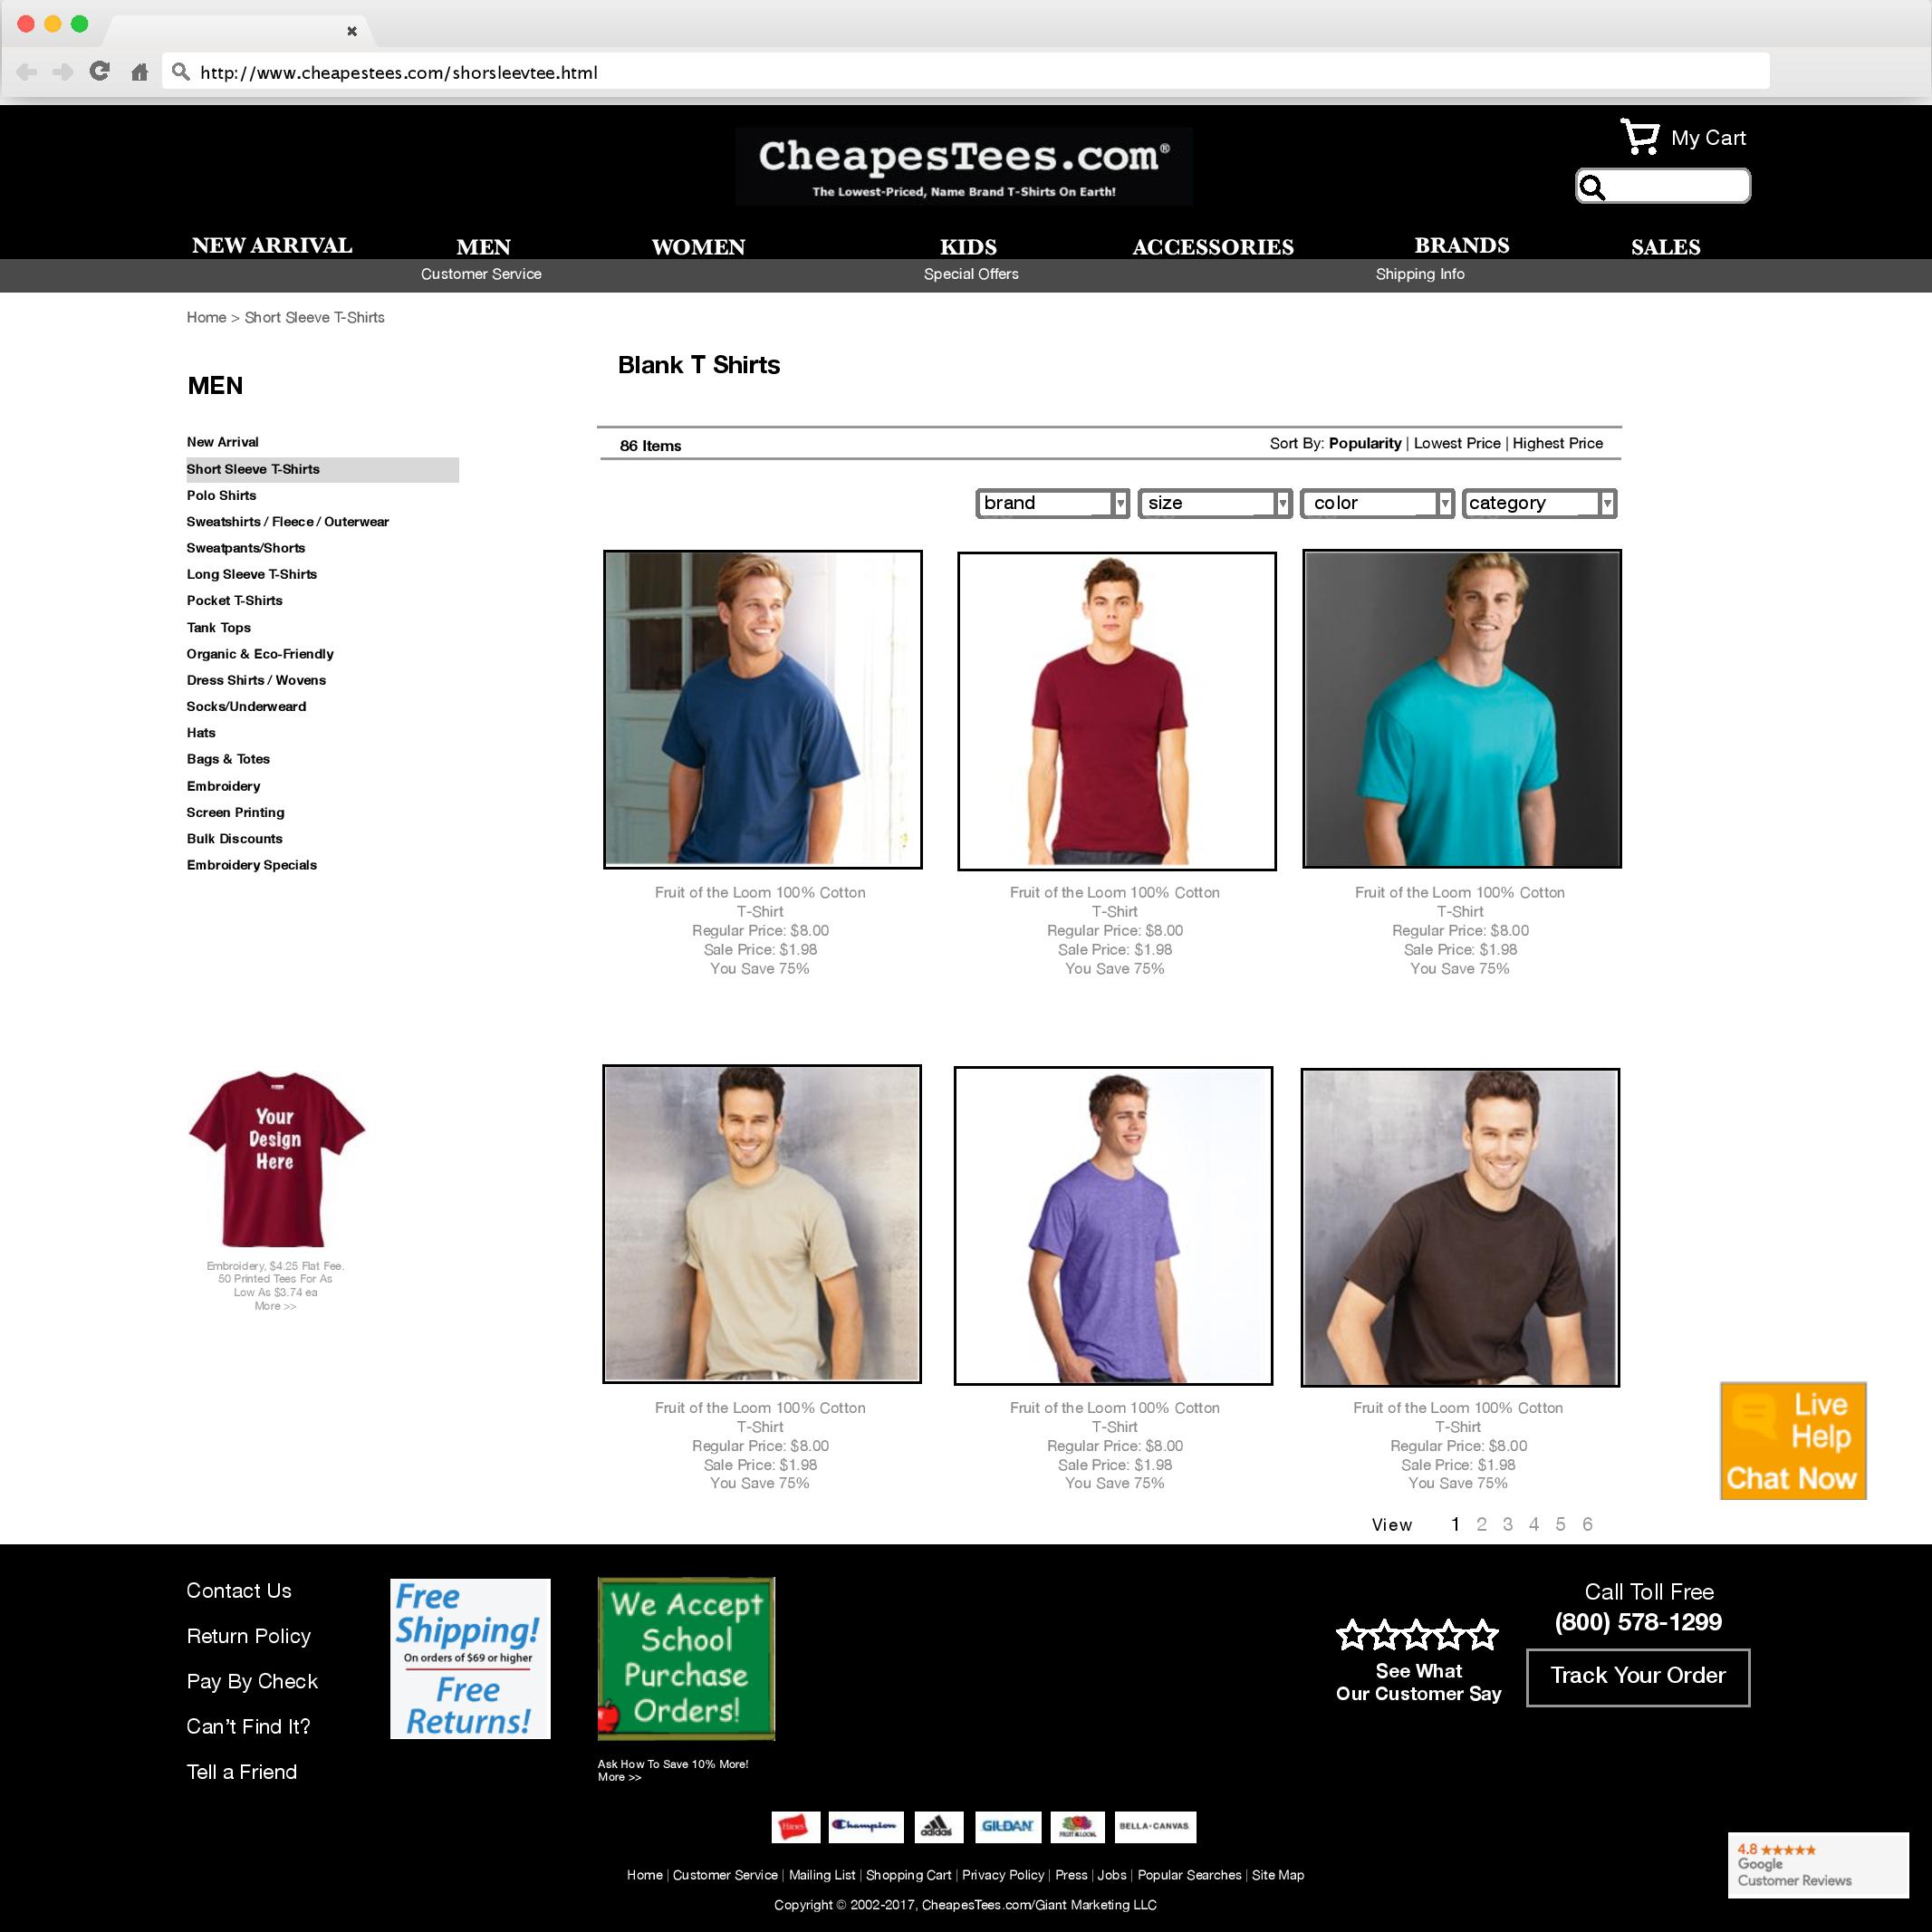 http://www.cheapestees.com/shorsleevtee.html
CheapesTees.com®
The Lowest-Priced, Name Brand T-Shirts On Earth!
My Cart
NEW ARRIVAL MEN WOMEN KIDS ACCESSORIES BRANDS SALES
Customer Service Special Offers Shipping Info
Home > Short Sleeve T-Shirts
MEN
New Arrival
Short Sleeve T-Shirts
Polo Shirts
Sweatshirts / Fleece / Outerwear
Sweatpants/Shorts
Long Sleeve T-Shirts
Pocket T-Shirts
Tank Tops
Organic & Eco-Friendly
Dress Shirts / Wovens
Socks/Underweard
Hats
Bags & Totes
Embroidery
Screen Printing
Bulk Discounts
Embroidery Specials
Your
Design
Here
Embroidery, $4.25 Flat Fee.
50 Printed Tees For As
Low As $3.74 ea
More >>
Blank T Shirts
86 Items
Sort By: Popularity | Lowest Price | Highest Price
brand size color category
Fruit of the Loom 100% Cotton
T-Shirt
Regular Price: $8.00
Sale Price: $1.98
You Save 75%
Fruit of the Loom 100% Cotton
T-Shirt
Regular Price: $8.00
Sale Price: $1.98
You Save 75%
Fruit of the Loom 100% Cotton
T-Shirt
Regular Price: $8.00
Sale Price: $1.98
You Save 75%
Fruit of the Loom 100% Cotton
T-Shirt
Regular Price: $8.00
Sale Price: $1.98
You Save 75%
Fruit of the Loom 100% Cotton
T-Shirt
Regular Price: $8.00
Sale Price: $1.98
You Save 75%
Fruit of the Loom 100% Cotton
T-Shirt
Regular Price: $8.00
Sale Price: $1.98
You Save 75%
Live
Help
Chat Now
View 1 2 3 4 5 6
Contact Us
Return Policy
Pay By Check
Can't Find It?
Tell a Friend
Free
Shipping!
On orders of $69 or higher
Free
Returns!
We Accept
School
Purchase
Orders!
Ask How To Save 10% More!
More >>
See What
Our Customer Say
Call Toll Free
(800) 578-1299
Track Your Order
Hanes Champion adidas GILDAN FRUIT OF THE LOOM BELLA+CANVAS
4.8
Google
Customer Reviews
Home | Customer Service | Mailing List | Shopping Cart | Privacy Policy | Press | Jobs | Popular Searches | Site Map
Copyright © 2002-2017, CheapesTees.com/Giant Marketing LLC